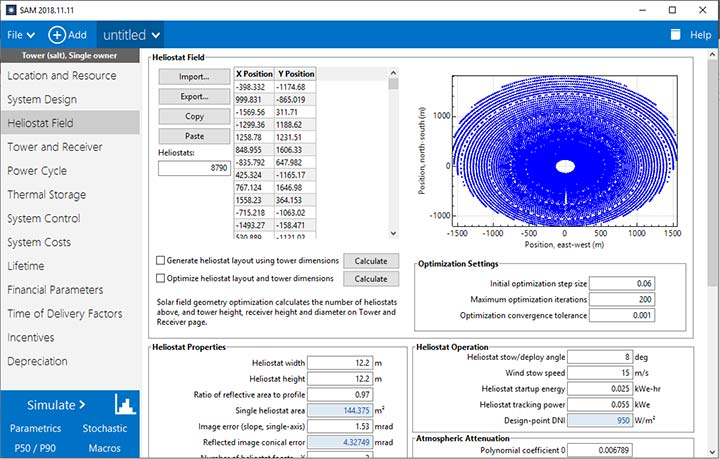 SAM 2018.11.11
File
Add
untitled
Help
Tower (salt), Single owner
Location and Resource
System Design
Heliostat Field
Tower and Receiver
Power Cycle
Thermal Storage
System Control
System Costs
Lifetime
Financial Parameters
Time of Delivery Factors
Incentives
Depreciation
Simulate >
Parametrics Stochastic
P50 / P90 Macros
Heliostat Field
Import...
Export...
Copy
Paste
Heliostats:
8790
X Position Y Position
-398.332 -1174.68
999.831 -865.019
-1569.56 311.71
-1299.36 1188.62
1258.78 1231.51
848.955 1606.33
-835.792 647.982
425.324 -1165.17
767.124 1646.98
1558.23 364.153
-715.218 -1063.02
-1493.27 -158.471
530.889 -1121.02
Position, north-south (m)
1000
0
-1000
-1500 -1000 -500 0 500 1000 1500
Position, east-west (m)
Generate heliostat layout using tower dimensions Calculate
Optimize heliostat layout and tower dimensions Calculate
Solar field geometry optimization calculates the number of heliostats
above, and tower height, receiver height and diameter on Tower and
Receiver page.
Optimization Settings
Initial optimization step size 0.06
Maximum optimization iterations 200
Optimization convergence tolerance 0.001
Heliostat Properties
Heliostat width 12.2 m
Heliostat height 12.2 m
Ratio of reflective area to profile 0.97
Single heliostat area 144.375 m²
Image error (slope, single-axis) 1.53 mrad
Reflected image conical error 4.32749 mrad
Number of heliostat facets - X 2
Heliostat Operation
Heliostat stow/deploy angle 8 deg
Wind stow speed 15 m/s
Heliostat startup energy 0.025 kWe-hr
Heliostat tracking power 0.055 kWe
Design-point DNI 950 W/m²
Atmospheric Attenuation
Polynomial coefficient 0 0.006789